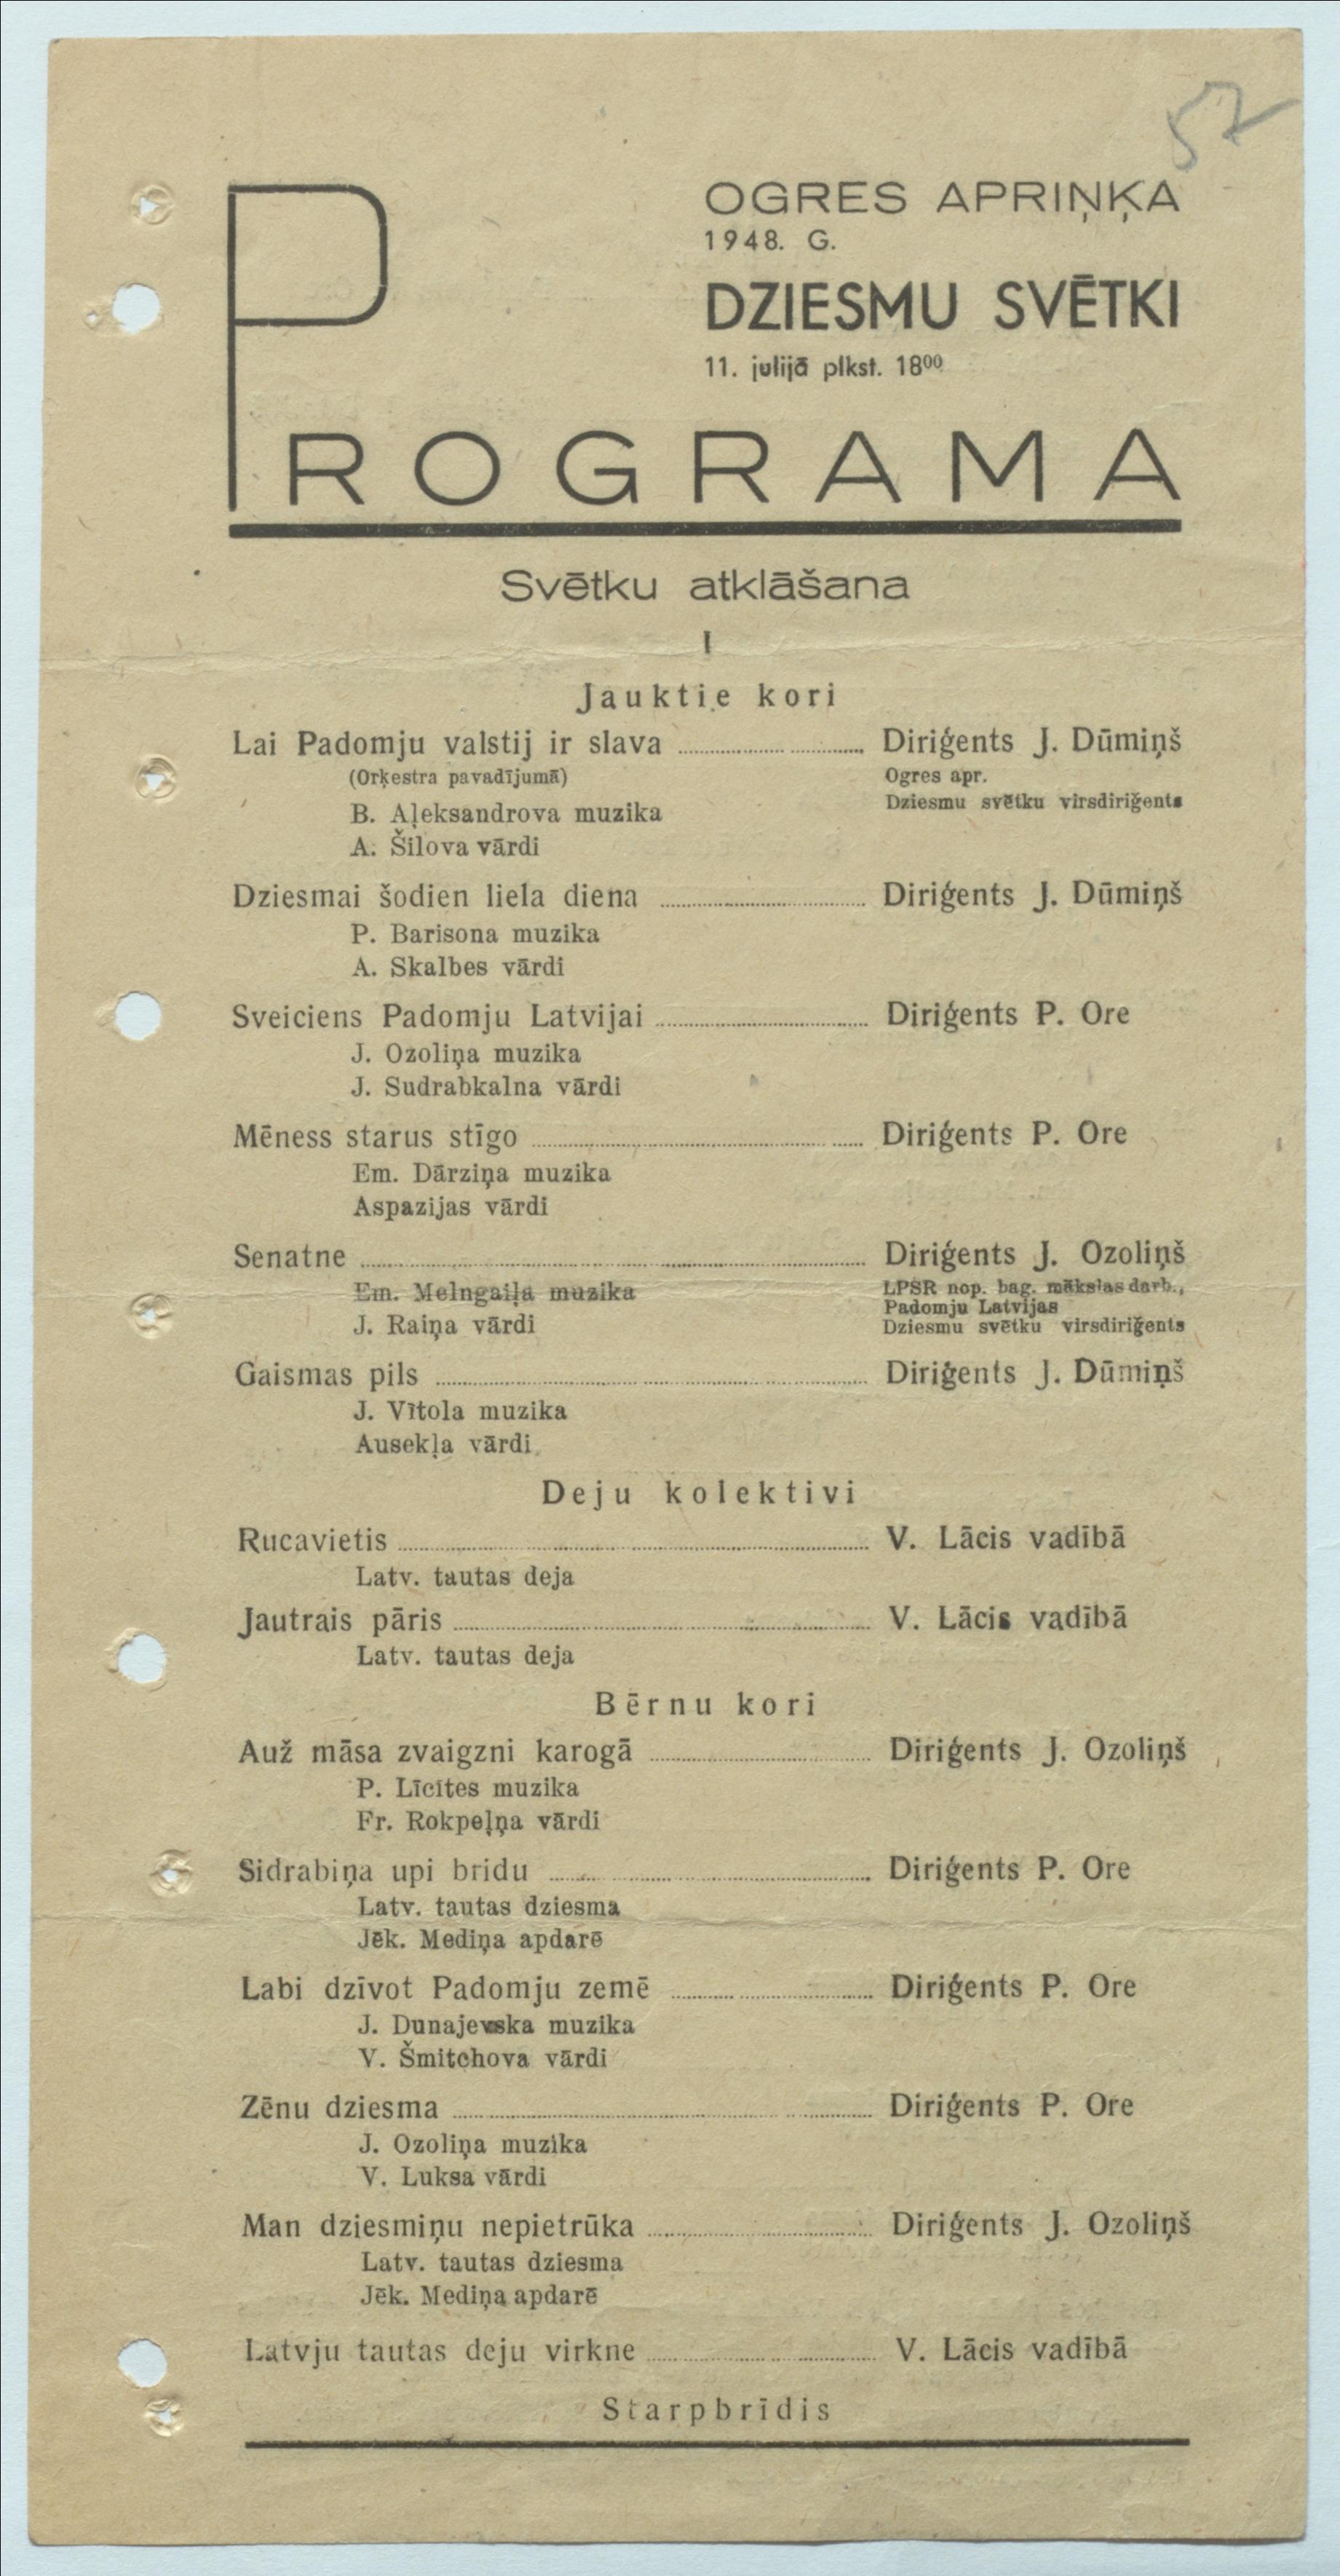 52
OGRES APRIŅĶA
1948. G.
DZIESMU SVĒTKI
11. julijā plkst. 18⁰⁰
PROGRAMA
Svētku atklāšana
I
Jauktie kori
Lai Padomju valstij ir slava ........ Diriģents J. Dūmiņš
(Orķestra pavadījumā) Ogres apr.
B. Aļeksandrova muzika Dziesmu svētku virsdiriģents
A. Šilova vārdi
Dziesmai šodien liela diena ........ Diriģents J. Dūmiņš
P. Barisona muzika
A. Skalbes vārdi
Sveiciens Padomju Latvijai ........ Diriģents P. Ore
J. Ozoliņa muzika
J. Sudrabkalna vārdi
Mēness starus stīgo ........ Diriģents P. Ore
Em. Dārziņa muzika
Aspazijas vārdi
Senatne ........ Diriģents J. Ozoliņš
Em. Melngaiļa muzika LPSR nop. bag. mākslas darb.,
Padomju Latvijas
J. Raiņa vārdi Dziesmu svētku virsdiriģents
Gaismas pils ........ Diriģents J. Dūmiņš
J. Vītola muzika
Ausekļa vārdi
Deju kolektivi
Rucavietis ........ V. Lācis vadībā
Latv. tautas deja
Jautrais pāris ........ V. Lācis vadībā
Latv. tautas deja
Bērnu kori
Auž māsa zvaigzni karogā ........ Diriģents J. Ozoliņš
P. Līcītes muzika
Fr. Rokpeļņa vārdi
Sidrabiņa upi bridu ........ Diriģents P. Ore
Latv. tautas dziesma
Jēk. Mediņa apdarē
Labi dzīvot Padomju zemē ........ Diriģents P. Ore
J. Dunajevska muzika
V. Šmitchova vārdi
Zēnu dziesma ........ Diriģents P. Ore
J. Ozoliņa muzika
V. Luksa vārdi
Man dziesmiņu nepietrūka ........ Diriģents J. Ozoliņš
Latv. tautas dziesma
Jēk. Mediņa apdarē
Latvju tautas deju virkne ........ V. Lācis vadībā
Starpbrīdis